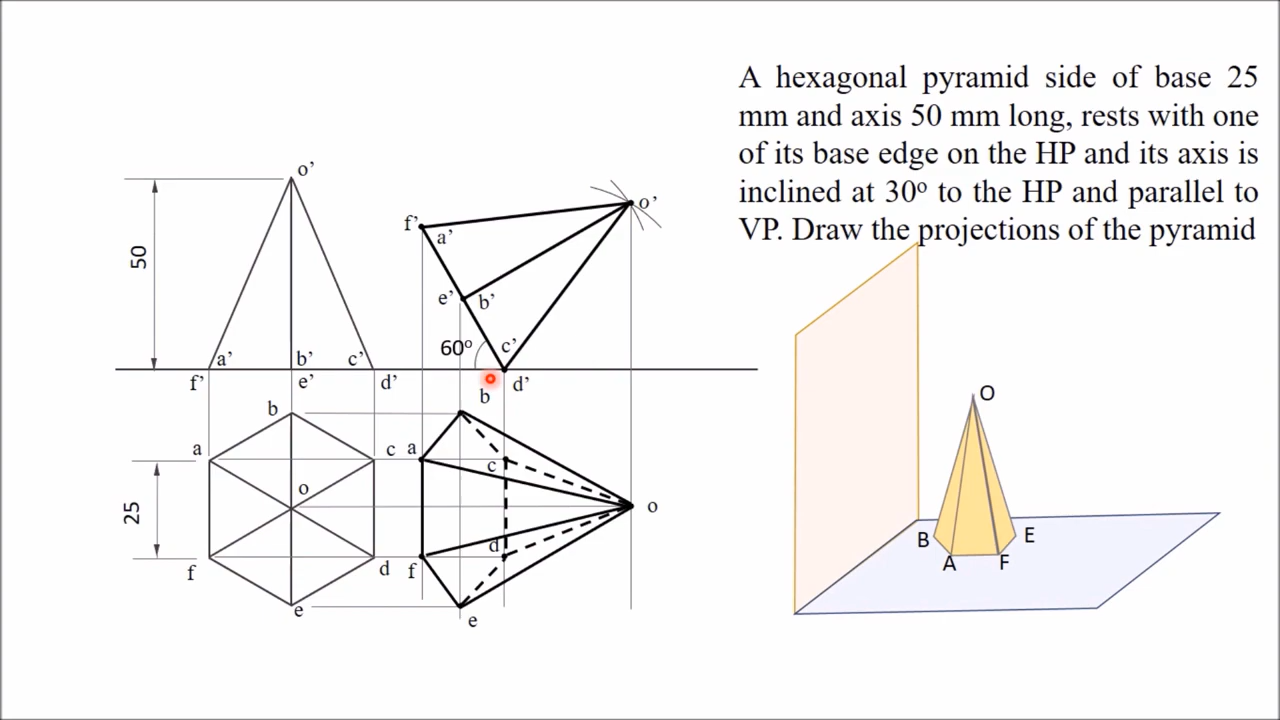 A hexagonal pyramid side of base 25
mm and axis 50 mm long, rests with one
of its base edge on the HP and its axis is
inclined at 30º to the HP and parallel to
VP. Draw the projections of the pyramid
o'
50
a'
b'
c'
f'
e'
d'
f'
a'
o'
e'
b'
60º
c'
d'
b
a
c
o
25
f
d
e
b
a
c
o
d
f
e
O
B
E
A
F